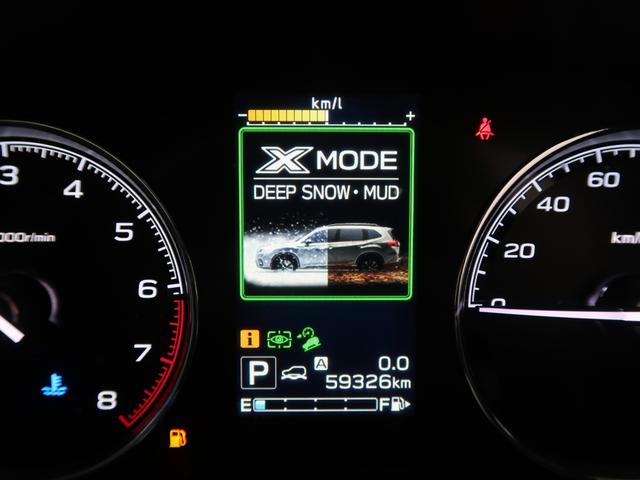 km/l
- +
X MODE
DEEP SNOW・MUD
3
4
5
6
7
8
000r/min
0
20
40
60
km/
i
P
A 0.0
59326km
E F